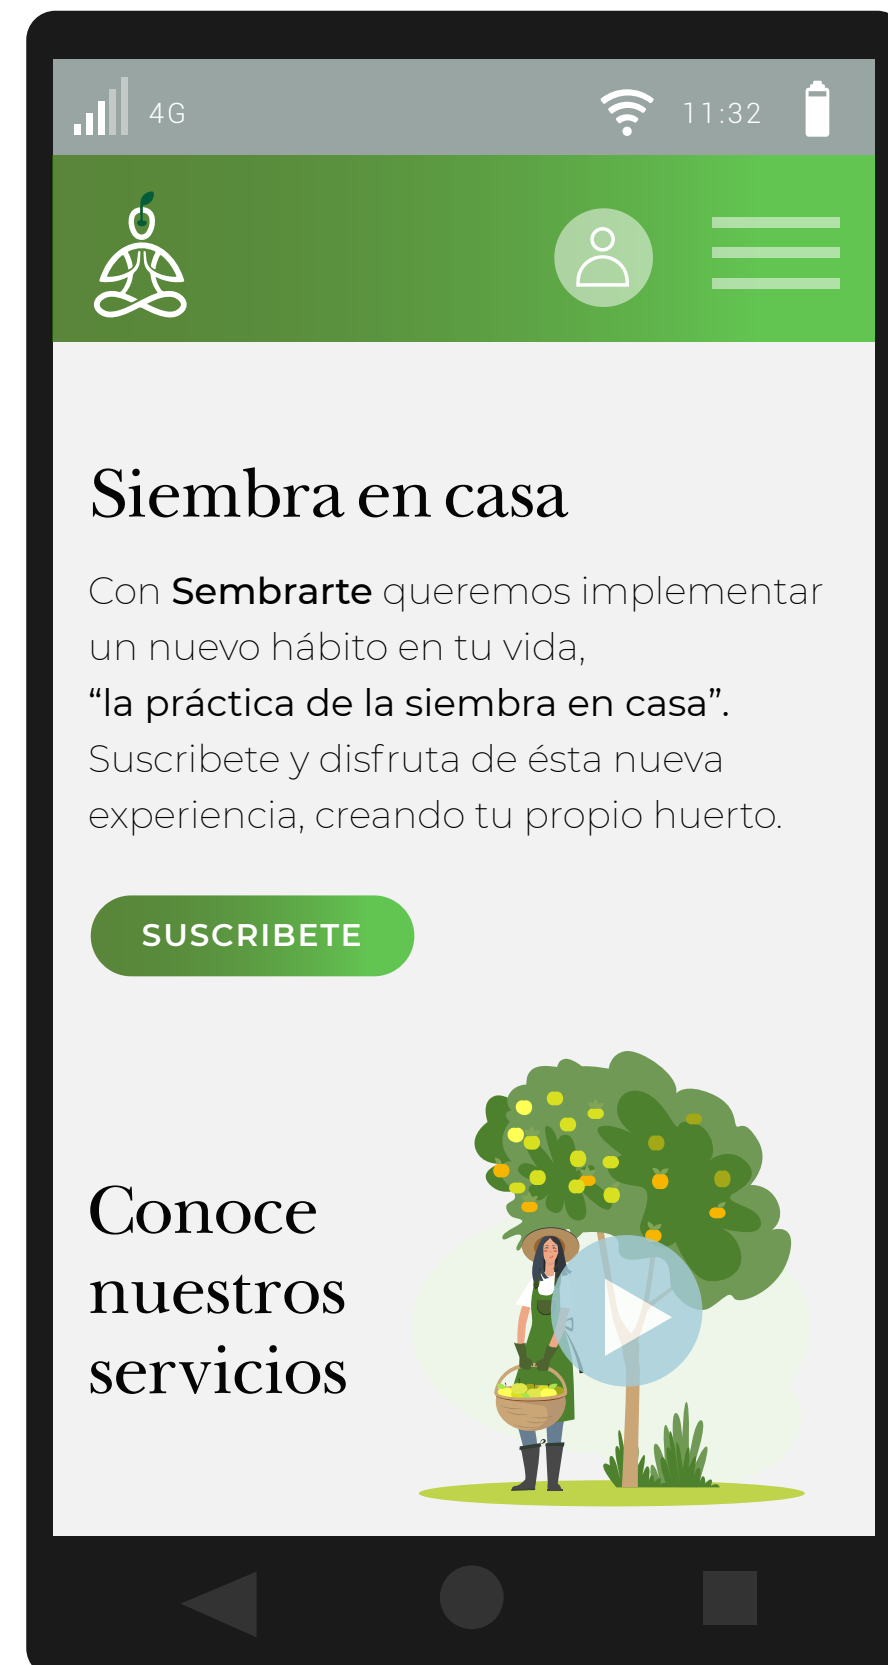 4G
11:32
Siembra en casa
Con Sembrarte queremos implementar
un nuevo hábito en tu vida,
“la práctica de la siembra en casa”.
Suscribete y disfruta de ésta nueva
experiencia, creando tu propio huerto.
SUSCRIBETE
Conoce
nuestros
servicios